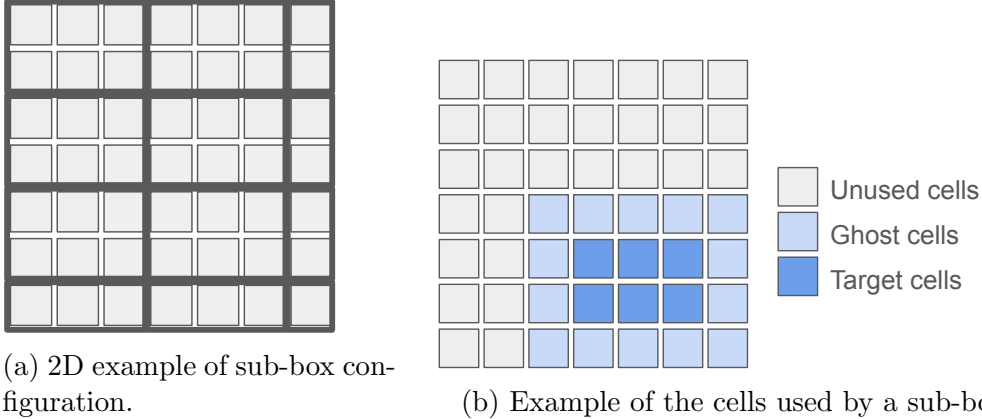 Unused cells
Ghost cells
Target cells
(a) 2D example of sub-box con-
figuration.
(b) Example of the cells used by a sub-bo